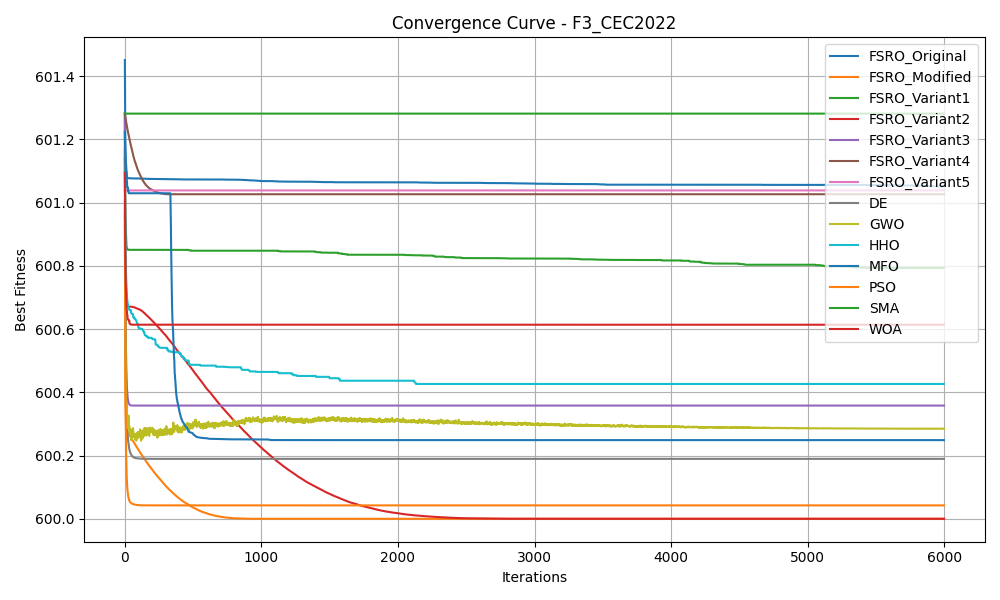 Convergence Curve - F3_CEC2022
Best Fitness
601.4
601.2
601.0
600.8
600.6
600.4
600.2
600.0
0
1000
2000
3000
4000
5000
6000
Iterations
FSRO_Original
FSRO_Modified
FSRO_Variant1
FSRO_Variant2
FSRO_Variant3
FSRO_Variant4
FSRO_Variant5
DE
GWO
HHO
MFO
PSO
SMA
WOA